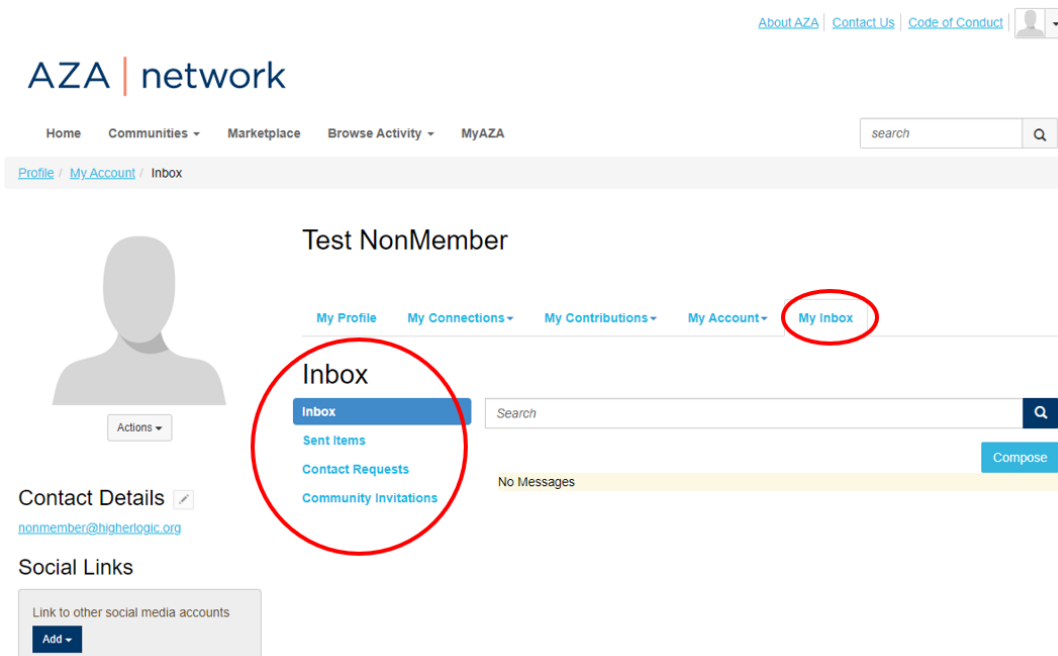 About AZA Contact Us Code of Conduct
AZA | network
Home Communities Marketplace Browse Activity MyAZA search
Profile / My Account / Inbox
Test NonMember
My Profile My Connections My Contributions My Account My Inbox
Inbox
Inbox Search
Sent Items
Contact Requests
Community Invitations
Compose
No Messages
Actions
Contact Details
nonmember@higherlogic.org
Social Links
Link to other social media accounts
Add